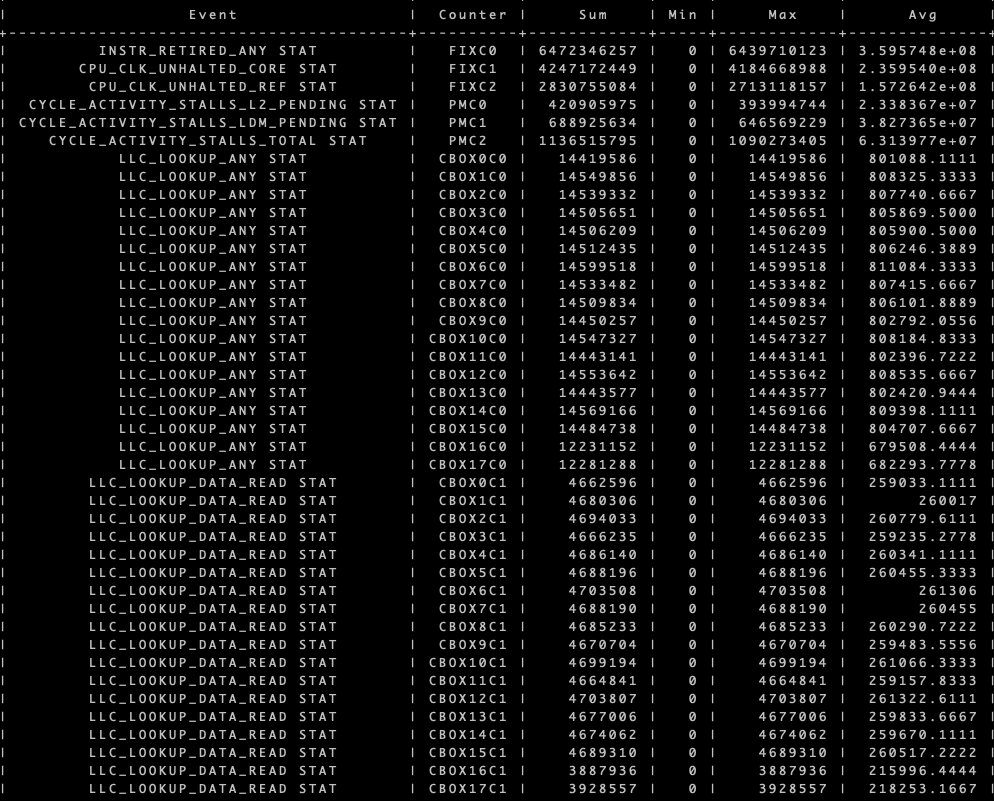 | Event | Counter | Sum | Min | Max | Avg |
+----------------------------------------+-----------+------------+-----+------------+--------------+
| INSTR_RETIRED_ANY STAT | FIXC0 | 6472346257 | 0 | 6439710123 | 3.595748e+08 |
| CPU_CLK_UNHALTED_CORE STAT | FIXC1 | 4247172449 | 0 | 4184668988 | 2.359540e+08 |
| CPU_CLK_UNHALTED_REF STAT | FIXC2 | 2830755084 | 0 | 2713118157 | 1.572642e+08 |
| CYCLE_ACTIVITY_STALLS_L2_PENDING STAT | PMC0 | 420905975 | 0 | 393994744 | 2.338367e+07 |
| CYCLE_ACTIVITY_STALLS_LDM_PENDING STAT | PMC1 | 688925634 | 0 | 646569229 | 3.827365e+07 |
| CYCLE_ACTIVITY_STALLS_TOTAL STAT | PMC2 | 1136515795 | 0 | 1090273405 | 6.313977e+07 |
| LLC_LOOKUP_ANY STAT | CBOX0C0 | 14419586 | 0 | 14419586 | 801088.1111 |
| LLC_LOOKUP_ANY STAT | CBOX1C0 | 14549856 | 0 | 14549856 | 808325.3333 |
| LLC_LOOKUP_ANY STAT | CBOX2C0 | 14539332 | 0 | 14539332 | 807740.6667 |
| LLC_LOOKUP_ANY STAT | CBOX3C0 | 14505651 | 0 | 14505651 | 805869.5000 |
| LLC_LOOKUP_ANY STAT | CBOX4C0 | 14506209 | 0 | 14506209 | 805900.5000 |
| LLC_LOOKUP_ANY STAT | CBOX5C0 | 14512435 | 0 | 14512435 | 806246.3889 |
| LLC_LOOKUP_ANY STAT | CBOX6C0 | 14599518 | 0 | 14599518 | 811084.3333 |
| LLC_LOOKUP_ANY STAT | CBOX7C0 | 14533482 | 0 | 14533482 | 807415.6667 |
| LLC_LOOKUP_ANY STAT | CBOX8C0 | 14509834 | 0 | 14509834 | 806101.8889 |
| LLC_LOOKUP_ANY STAT | CBOX9C0 | 14450257 | 0 | 14450257 | 802792.0556 |
| LLC_LOOKUP_ANY STAT | CBOX10C0 | 14547327 | 0 | 14547327 | 808184.8333 |
| LLC_LOOKUP_ANY STAT | CBOX11C0 | 14443141 | 0 | 14443141 | 802396.7222 |
| LLC_LOOKUP_ANY STAT | CBOX12C0 | 14553642 | 0 | 14553642 | 808535.6667 |
| LLC_LOOKUP_ANY STAT | CBOX13C0 | 14443577 | 0 | 14443577 | 802420.9444 |
| LLC_LOOKUP_ANY STAT | CBOX14C0 | 14569166 | 0 | 14569166 | 809398.1111 |
| LLC_LOOKUP_ANY STAT | CBOX15C0 | 14484738 | 0 | 14484738 | 804707.6667 |
| LLC_LOOKUP_ANY STAT | CBOX16C0 | 12231152 | 0 | 12231152 | 679508.4444 |
| LLC_LOOKUP_ANY STAT | CBOX17C0 | 12281288 | 0 | 12281288 | 682293.7778 |
| LLC_LOOKUP_DATA_READ STAT | CBOX0C1 | 4662596 | 0 | 4662596 | 259033.1111 |
| LLC_LOOKUP_DATA_READ STAT | CBOX1C1 | 4680306 | 0 | 4680306 | 260017 |
| LLC_LOOKUP_DATA_READ STAT | CBOX2C1 | 4694033 | 0 | 4694033 | 260779.6111 |
| LLC_LOOKUP_DATA_READ STAT | CBOX3C1 | 4666235 | 0 | 4666235 | 259235.2778 |
| LLC_LOOKUP_DATA_READ STAT | CBOX4C1 | 4686140 | 0 | 4686140 | 260341.1111 |
| LLC_LOOKUP_DATA_READ STAT | CBOX5C1 | 4688196 | 0 | 4688196 | 260455.3333 |
| LLC_LOOKUP_DATA_READ STAT | CBOX6C1 | 4703508 | 0 | 4703508 | 261306 |
| LLC_LOOKUP_DATA_READ STAT | CBOX7C1 | 4688190 | 0 | 4688190 | 260455 |
| LLC_LOOKUP_DATA_READ STAT | CBOX8C1 | 4685233 | 0 | 4685233 | 260290.7222 |
| LLC_LOOKUP_DATA_READ STAT | CBOX9C1 | 4670704 | 0 | 4670704 | 259483.5556 |
| LLC_LOOKUP_DATA_READ STAT | CBOX10C1 | 4699194 | 0 | 4699194 | 261066.3333 |
| LLC_LOOKUP_DATA_READ STAT | CBOX11C1 | 4664841 | 0 | 4664841 | 259157.8333 |
| LLC_LOOKUP_DATA_READ STAT | CBOX12C1 | 4703807 | 0 | 4703807 | 261322.6111 |
| LLC_LOOKUP_DATA_READ STAT | CBOX13C1 | 4677006 | 0 | 4677006 | 259833.6667 |
| LLC_LOOKUP_DATA_READ STAT | CBOX14C1 | 4674062 | 0 | 4674062 | 259670.1111 |
| LLC_LOOKUP_DATA_READ STAT | CBOX15C1 | 4689310 | 0 | 4689310 | 260517.2222 |
| LLC_LOOKUP_DATA_READ STAT | CBOX16C1 | 3887936 | 0 | 3887936 | 215996.4444 |
| LLC_LOOKUP_DATA_READ STAT | CBOX17C1 | 3928557 | 0 | 3928557 | 218253.1667 |